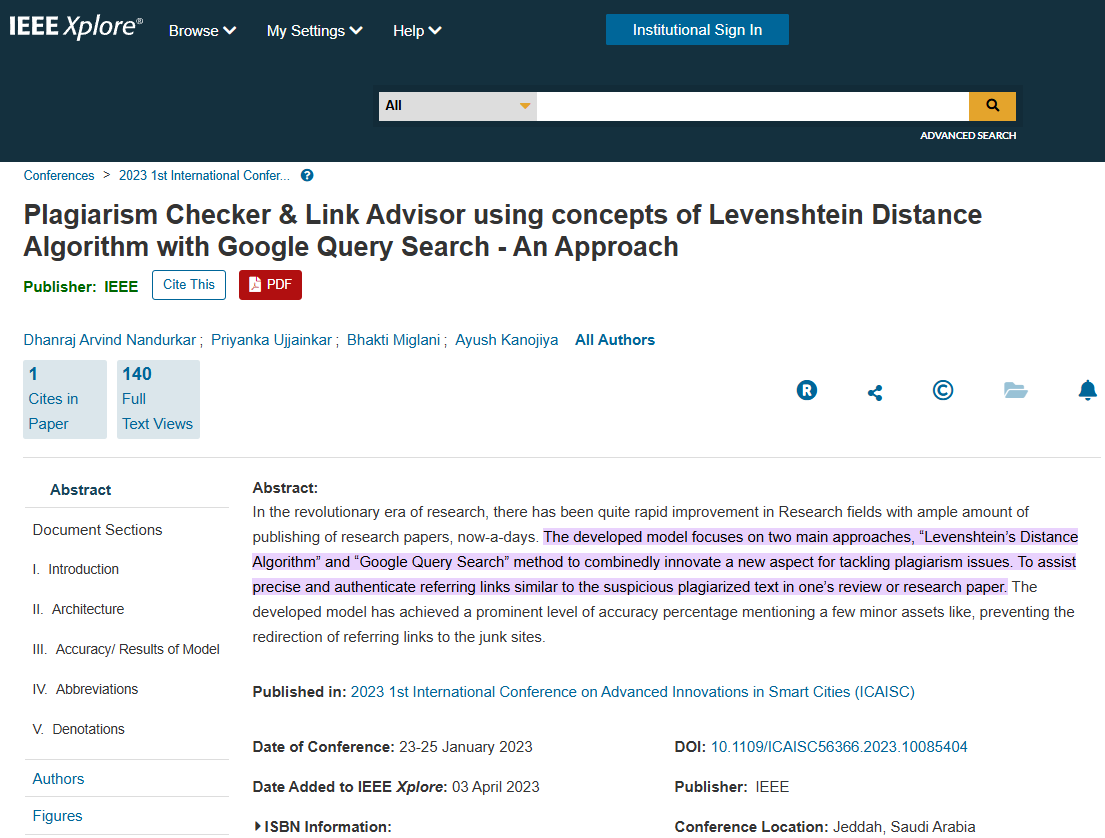 IEEE Xplore®
Browse
My Settings
Help
Institutional Sign In
All
ADVANCED SEARCH
Conferences > 2023 1st International Confer... ?
Plagiarism Checker & Link Advisor using concepts of Levenshtein Distance
Algorithm with Google Query Search - An Approach
Publisher: IEEE
Cite This
PDF
Dhanraj Arvind Nandurkar ; Priyanka Ujjainkar ; Bhakti Miglani ; Ayush Kanojiya All Authors
1
Cites in
Paper
140
Full
Text Views
R
©
Abstract
Document Sections
I. Introduction
II. Architecture
III. Accuracy/ Results of Model
IV. Abbreviations
V. Denotations
Authors
Figures
Abstract:
In the revolutionary era of research, there has been quite rapid improvement in Research fields with ample amount of
publishing of research papers, now-a-days. The developed model focuses on two main approaches, “Levenshtein’s Distance
Algorithm” and “Google Query Search” method to combinedly innovate a new aspect for tackling plagiarism issues. To assist
precise and authenticate referring links similar to the suspicious plagiarized text in one’s review or research paper. The
developed model has achieved a prominent level of accuracy percentage mentioning a few minor assets like, preventing the
redirection of referring links to the junk sites.
Published in: 2023 1st International Conference on Advanced Innovations in Smart Cities (ICAISC)
Date of Conference: 23-25 January 2023
DOI: 10.1109/ICAISC56366.2023.10085404
Date Added to IEEE Xplore: 03 April 2023
Publisher: IEEE
ISBN Information:
Conference Location: Jeddah, Saudi Arabia